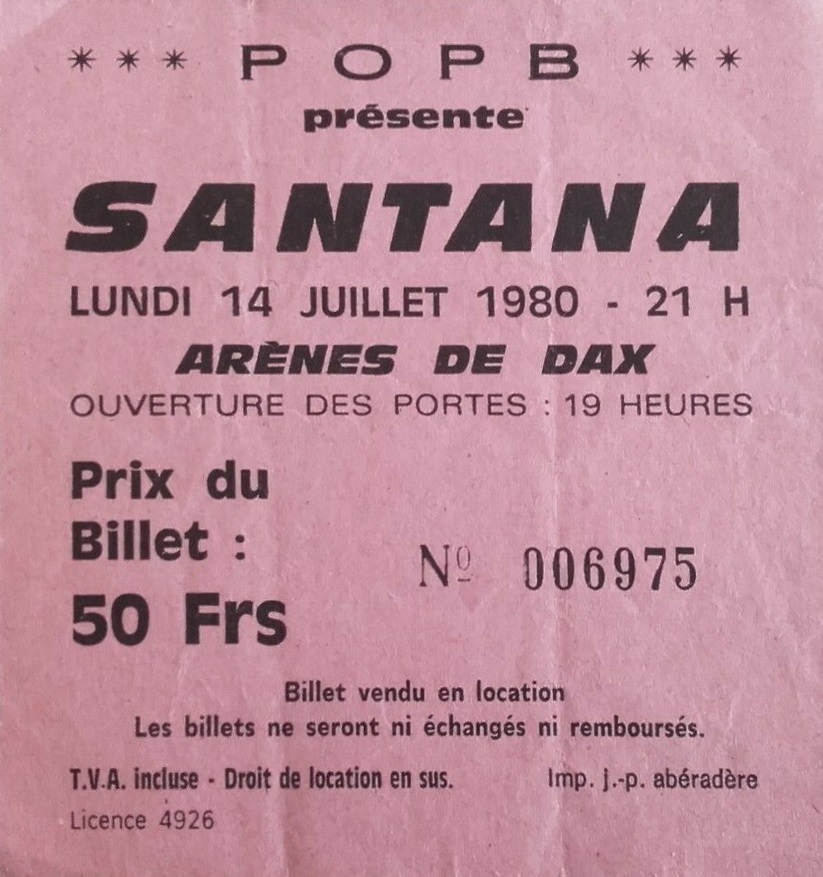 *** POPB ***
présente
SANTANA
LUNDI 14 JUILLET 1980 - 21 H
ARÈNES DE DAX
OUVERTURE DES PORTES : 19 HEURES
Prix du
Billet :
50 Frs
Nº 006975
Billet vendu en location
Les billets ne seront ni échangés ni remboursés.
T.V.A. incluse - Droit de location en sus. Imp. j.-p. abéradère
Licence 4926